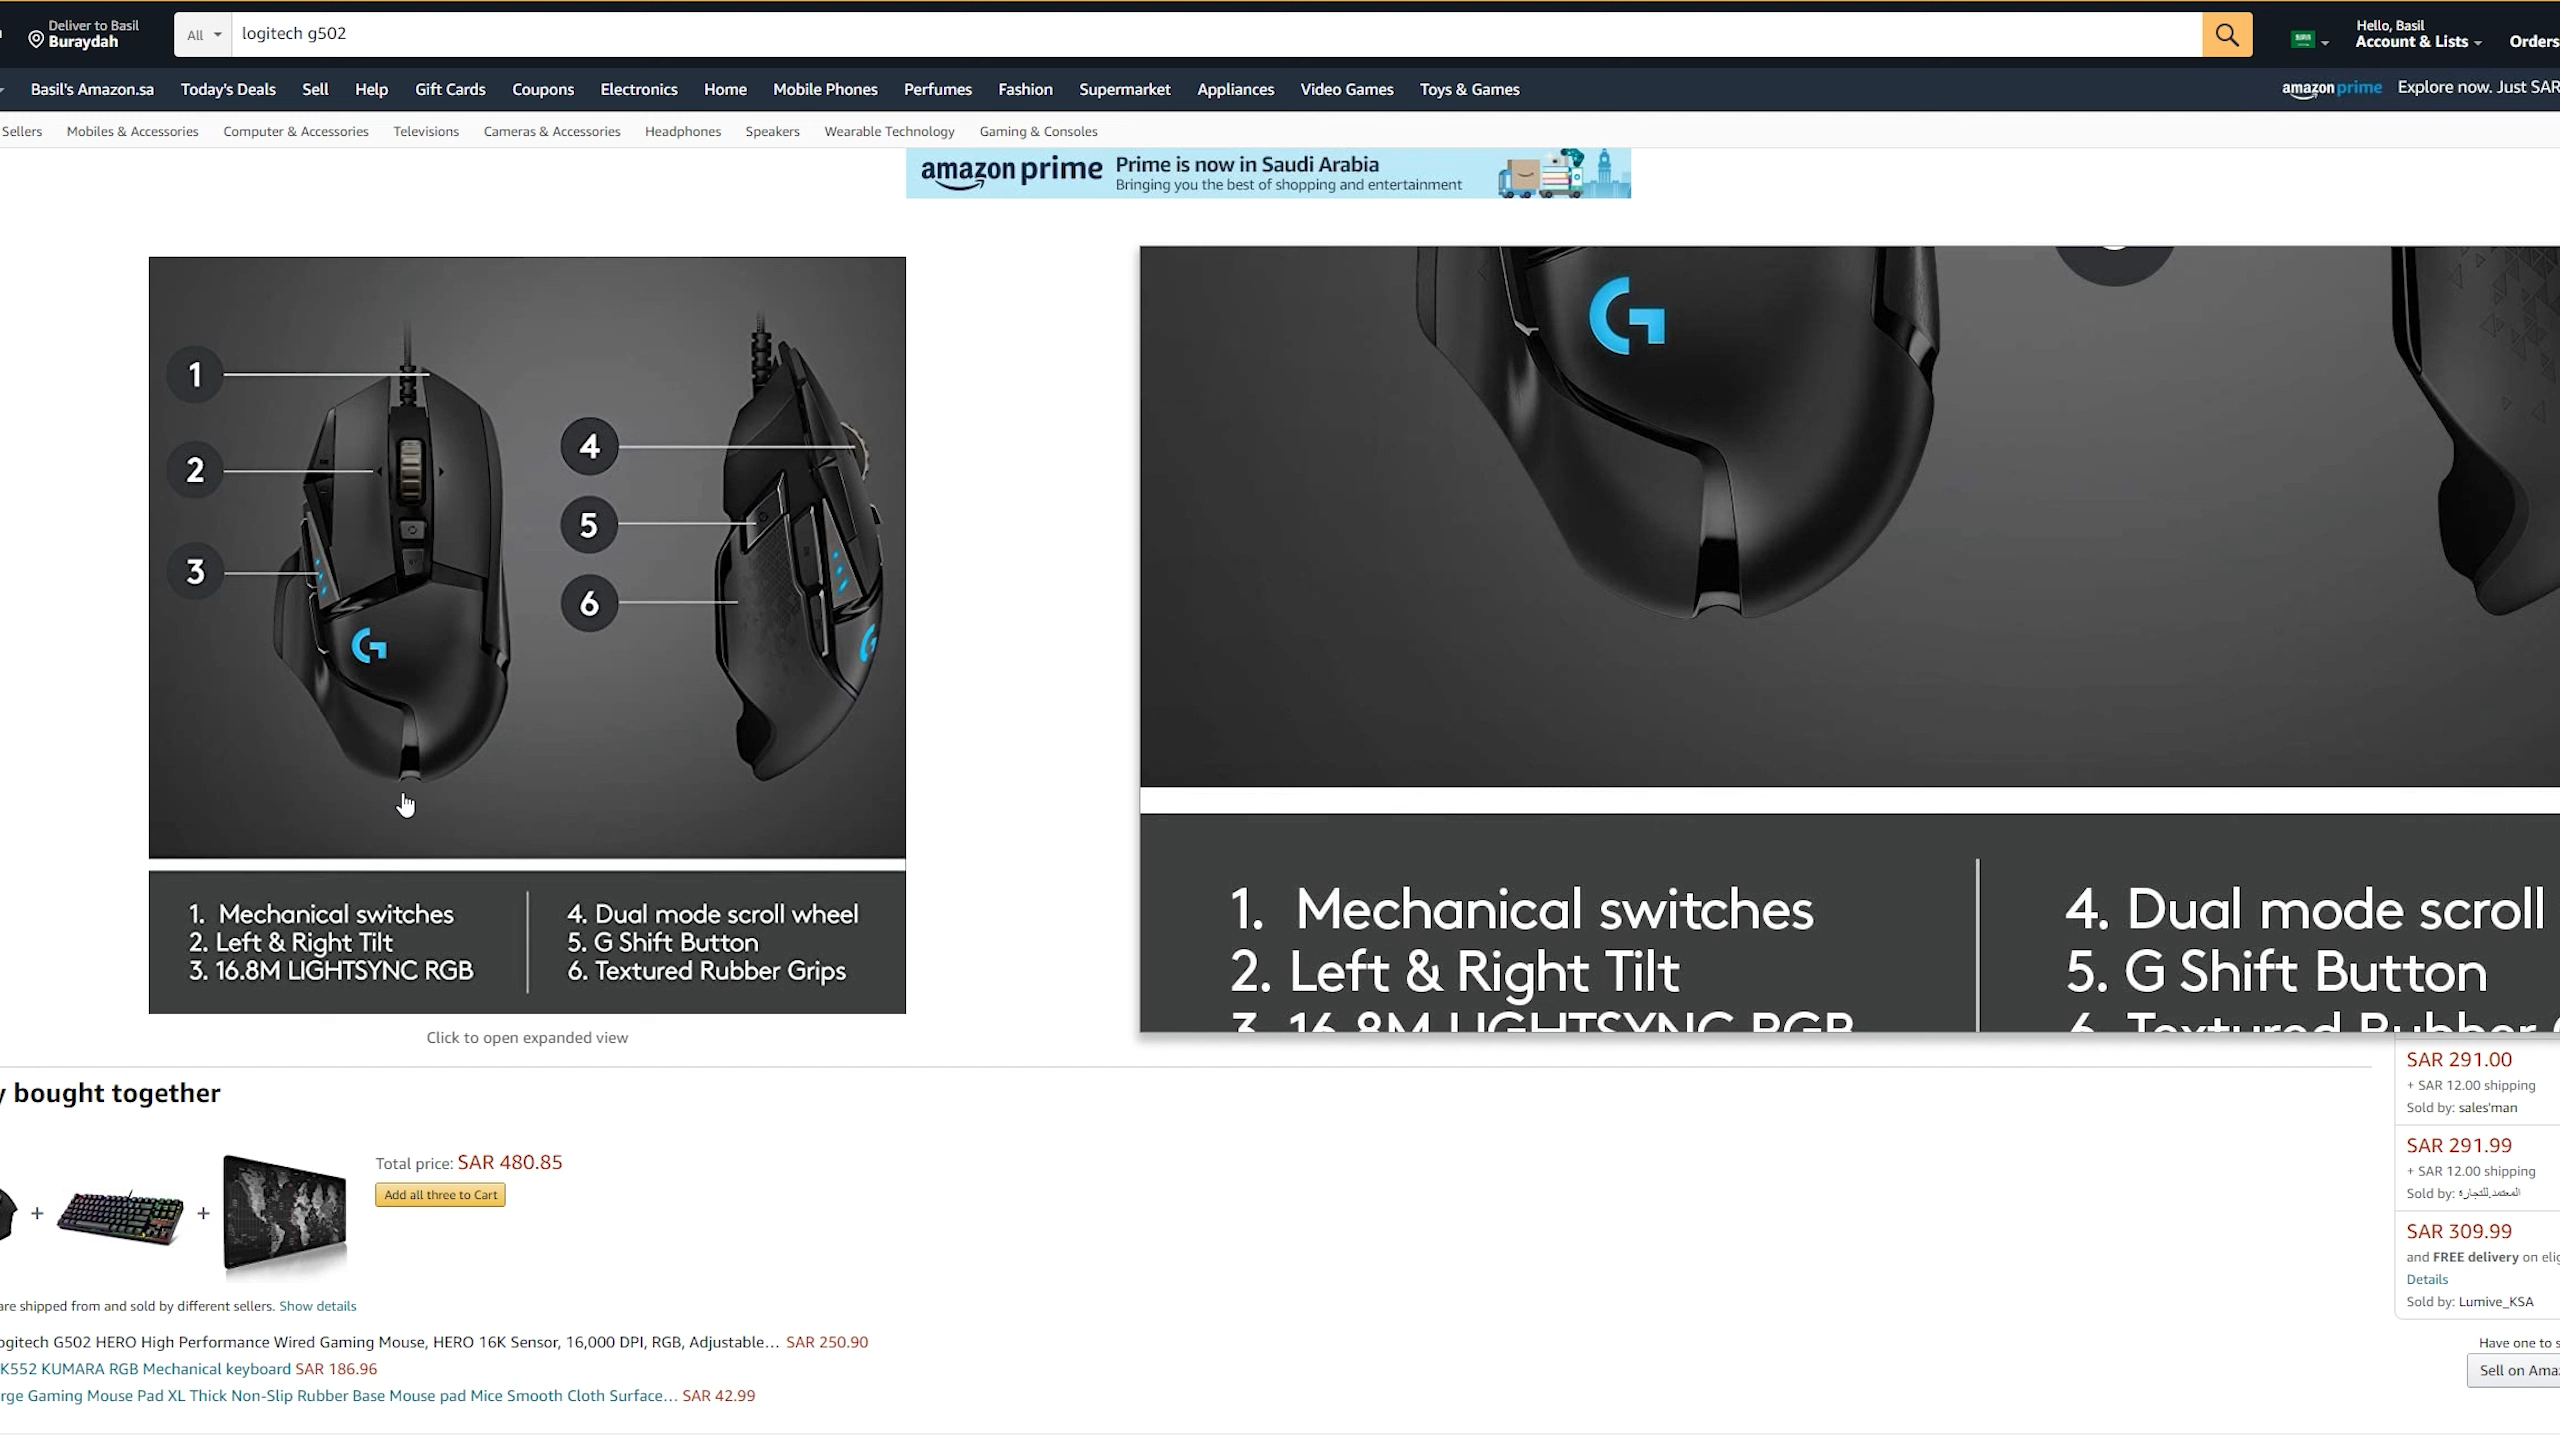 Deliver to Basil
Buraydah
All
logitech g502
Hello, Basil
Account & Lists
Orders
Basil's Amazon.sa Today's Deals Sell Help Gift Cards Coupons Electronics Home Mobile Phones Perfumes Fashion Supermarket Appliances Video Games Toys & Games
amazon prime Explore now. Just SAR
Sellers Mobiles & Accessories Computer & Accessories Televisions Cameras & Accessories Headphones Speakers Wearable Technology Gaming & Consoles
amazon prime Prime is now in Saudi Arabia
Bringing you the best of shopping and entertainment
1
2
3
4
5
6
1. Mechanical switches
2. Left & Right Tilt
3. 16.8M LIGHTSYNC RGB
4. Dual mode scroll wheel
5. G Shift Button
6. Textured Rubber Grips
Click to open expanded view
1. Mechanical switches
2. Left & Right Tilt
3. 16.8M LIGHTSYNC RGB
4. Dual mode scroll
5. G Shift Button
6. Textured Rubber
SAR 291.00
+ SAR 12.00 shipping
Sold by: sales'man
SAR 291.99
+ SAR 12.00 shipping
Sold by: المعتمد للتجارة
SAR 309.99
and FREE delivery on
Details
Sold by: Lumive_KSA
Have one to
Sell on
y bought together
+ +
Total price: SAR 480.85
Add all three to Cart
are shipped from and sold by different sellers. Show details
ogitech G502 HERO High Performance Wired Gaming Mouse, HERO 16K Sensor, 16,000 DPI, RGB, Adjustable… SAR 250.90
K552 KUMARA RGB Mechanical keyboard SAR 186.96
rge Gaming Mouse Pad XL Thick Non-Slip Rubber Base Mouse pad Mice Smooth Cloth Surface… SAR 42.99